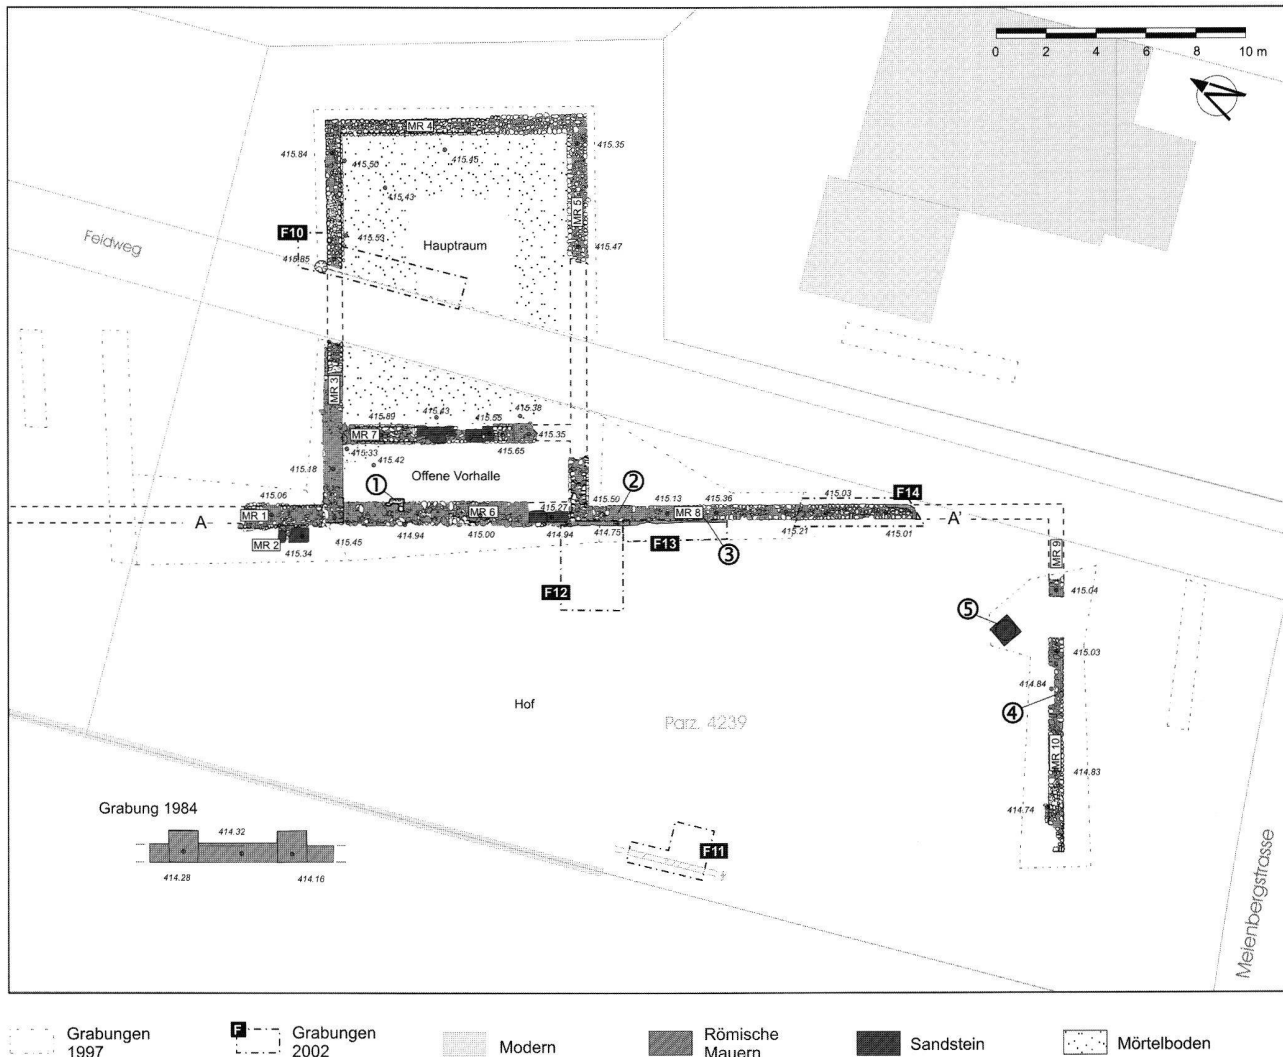 0 2 4 6 8 10 m
MR 4
415.84
415.50
415.45
415.35
415.43
MR 5
Feldweg
F10
415.53
Hauptraum
415.47
415.85
MR 3
415.89
415.43
415.55
415.38
MR 7
415.35
415.33
415.65
415.42
415.18
Offene Vorhalle
①
②
415.06
415.27
415.50
415.13
415.36
415.03
F14
A
MR 1
MR 6
MR 8
A'
MR 2
415.34
415.45
414.94
415.00
414.94
414.75
F13
③
415.21
415.01
MR 9
F12
415.04
⑤
415.03
414.84
④
Hof
Parz. 4239
MR 10
414.83
414.74
Grabung 1984
414.32
414.28
414.16
F11
Meienbergstrasse
Grabungen
1997
F
Grabungen
2002
Modern
Römische
Mauern
Sandstein
Mörtelboden